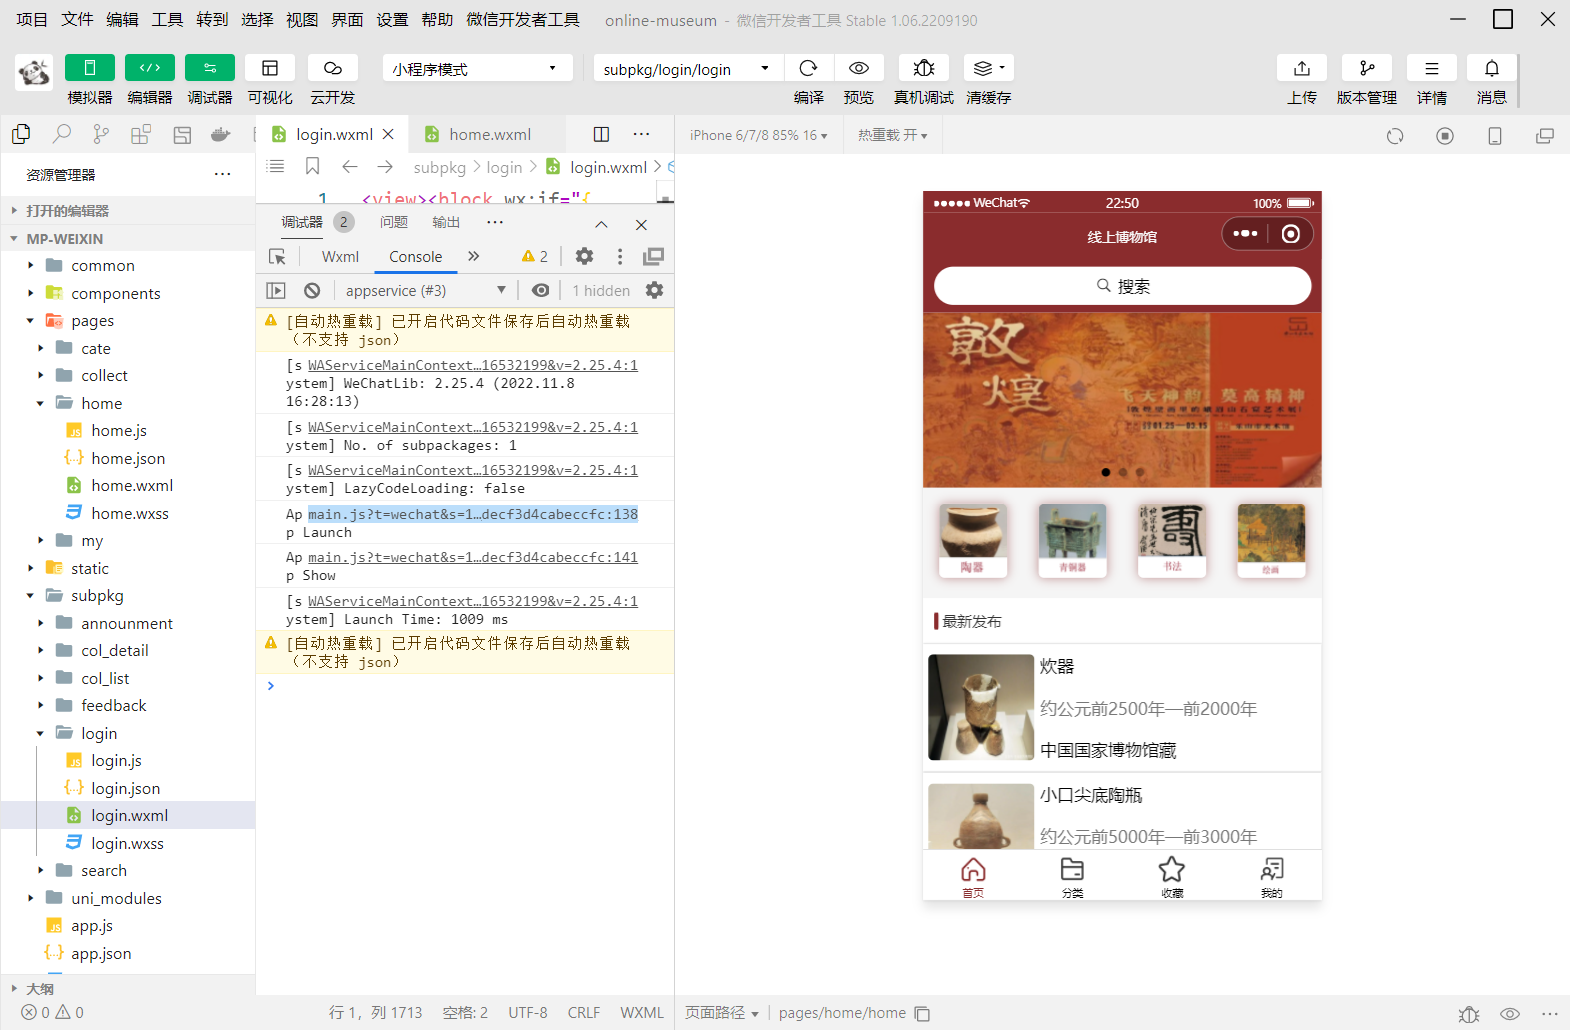 项目 文件 编辑 工具 转到 选择 视图 界面 设置 帮助 微信开发者工具 online-museum - 微信开发者工具 Stable 1.06.2209190
小程序模式 subpkg/login/login
模拟器 编辑器 调试器 可视化 云开发 编译 预览 真机调试 清缓存 上传 版本管理 详情 消息
资源管理器
打开的编辑器
MP-WEIXIN
common
components
pages
cate
collect
home
home.js
home.json
home.wxml
home.wxss
my
static
subpkg
announment
col_detail
col_list
feedback
login
login.js
login.json
login.wxml
login.wxss
search
uni_modules
app.js
app.json
大纲
0 0
login.wxml home.wxml
subpkg > login > login.wxml >
1 <view><block wx:if="{
调试器 2 问题 输出
Wxml Console 2
appservice (#3) 1 hidden
[自动热重载] 已开启代码文件保存后自动热重载
（不支持 json）
[s WAServiceMainContext…16532199&v=2.25.4:1
ystem] WeChatLib: 2.25.4 (2022.11.8
16:28:13)
[s WAServiceMainContext…16532199&v=2.25.4:1
ystem] No. of subpackages: 1
[s WAServiceMainContext…16532199&v=2.25.4:1
ystem] LazyCodeLoading: false
Ap main.js?t=wechat&s=1…decf3d4cabeccfc:138
p Launch
Ap main.js?t=wechat&s=1…decf3d4cabeccfc:141
p Show
[s WAServiceMainContext…16532199&v=2.25.4:1
ystem] Launch Time: 1009 ms
[自动热重载] 已开启代码文件保存后自动热重载
（不支持 json）
行 1，列 1713 空格: 2 UTF-8 CRLF WXML
iPhone 6/7/8 85% 16 热重载 开
WeChat 22:50 100%
线上博物馆
搜索
敦煌
飞天神韵 莫高精神
01.25—03.15
陶器 青铜器 书法 绘画
最新发布
炊器
约公元前2500年—前2000年
中国国家博物馆藏
小口尖底陶瓶
约公元前5000年—前3000年
首页 分类 收藏 我的
页面路径 pages/home/home